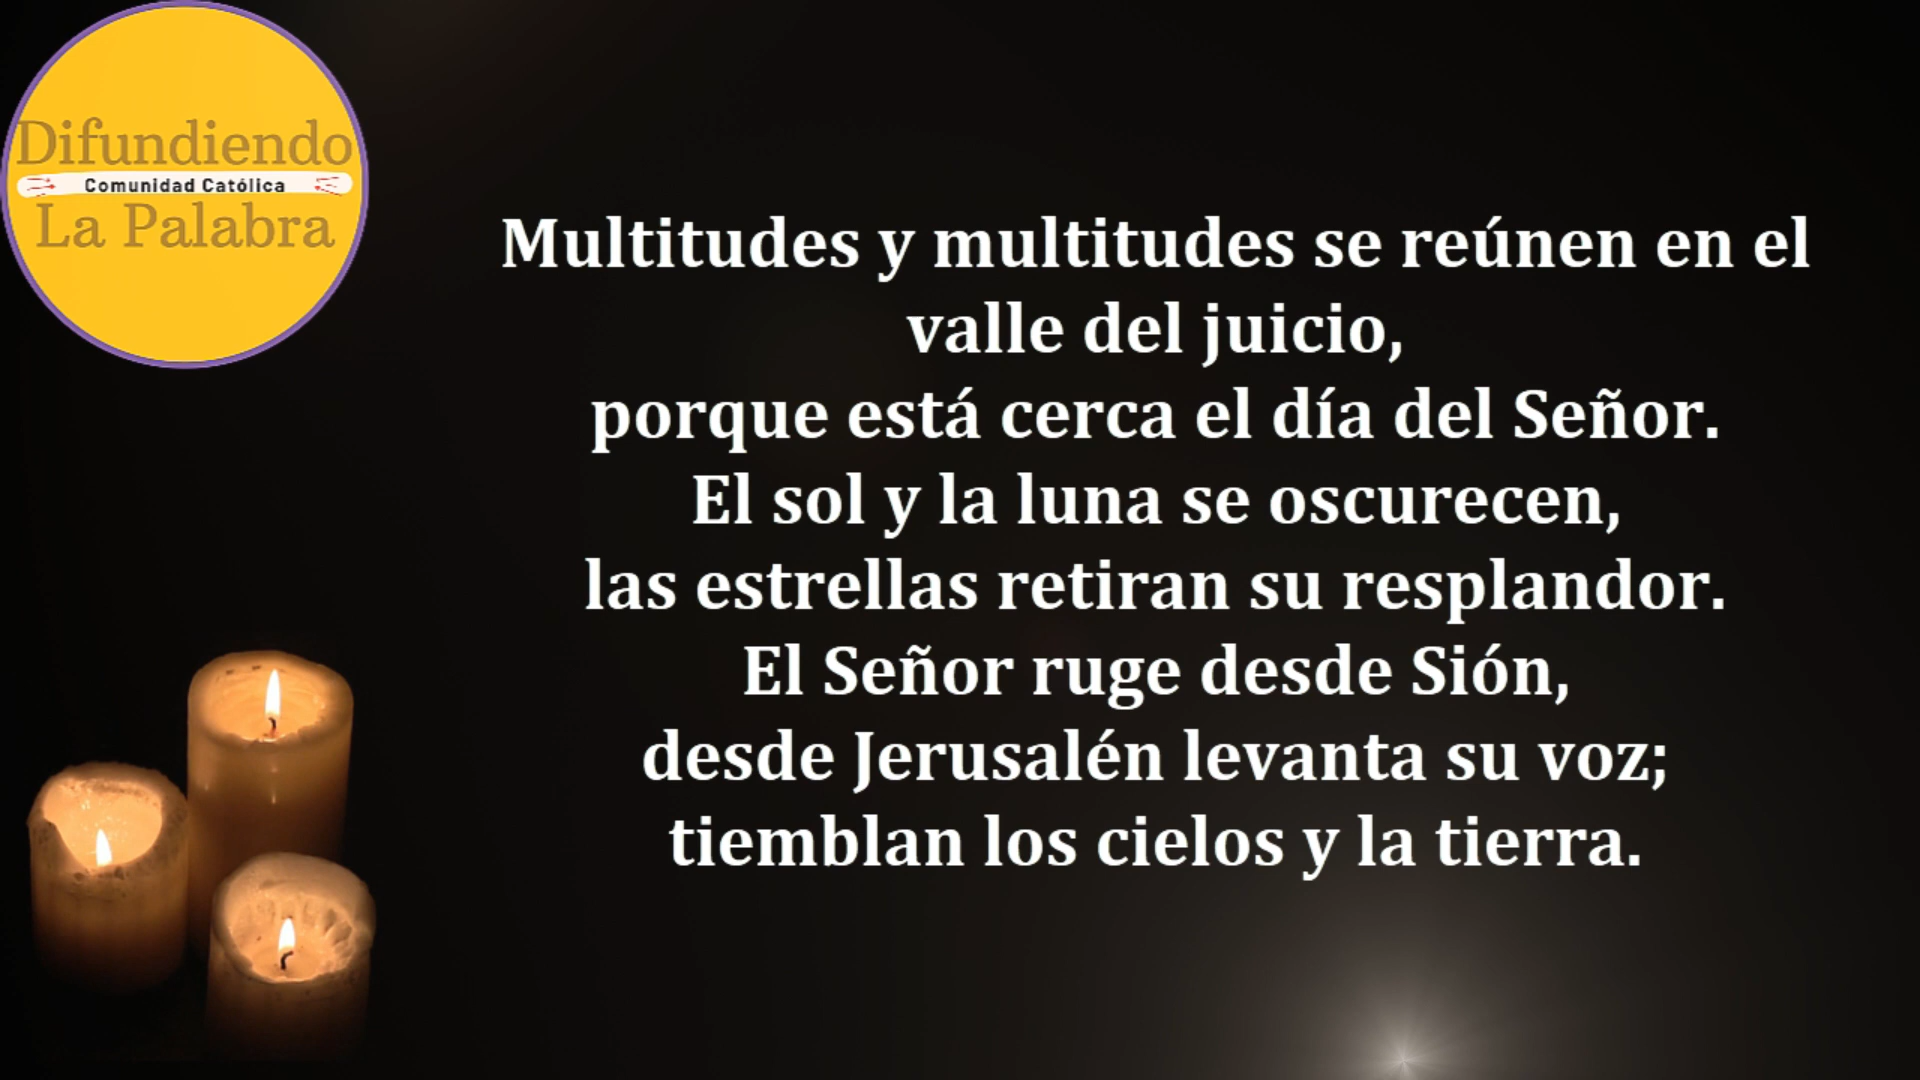 Difundiendo
Comunidad Católica
La Palabra
Multitudes y multitudes se reúnen en el
valle del juicio,
porque está cerca el día del Señor.
El sol y la luna se oscurecen,
las estrellas retiran su resplandor.
El Señor ruge desde Sión,
desde Jerusalén levanta su voz;
tiemblan los cielos y la tierra.